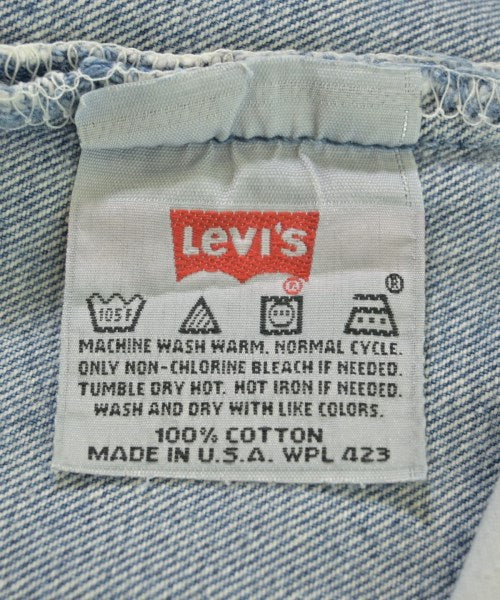 Levi's
®
®
105F
MACHINE WASH WARM. NORMAL CYCLE.
ONLY NON-CHLORINE BLEACH IF NEEDED.
TUMBLE DRY HOT. HOT IRON IF NEEDED.
WASH AND DRY WITH LIKE COLORS.
100% COTTON
MADE IN U.S.A. WPL 423